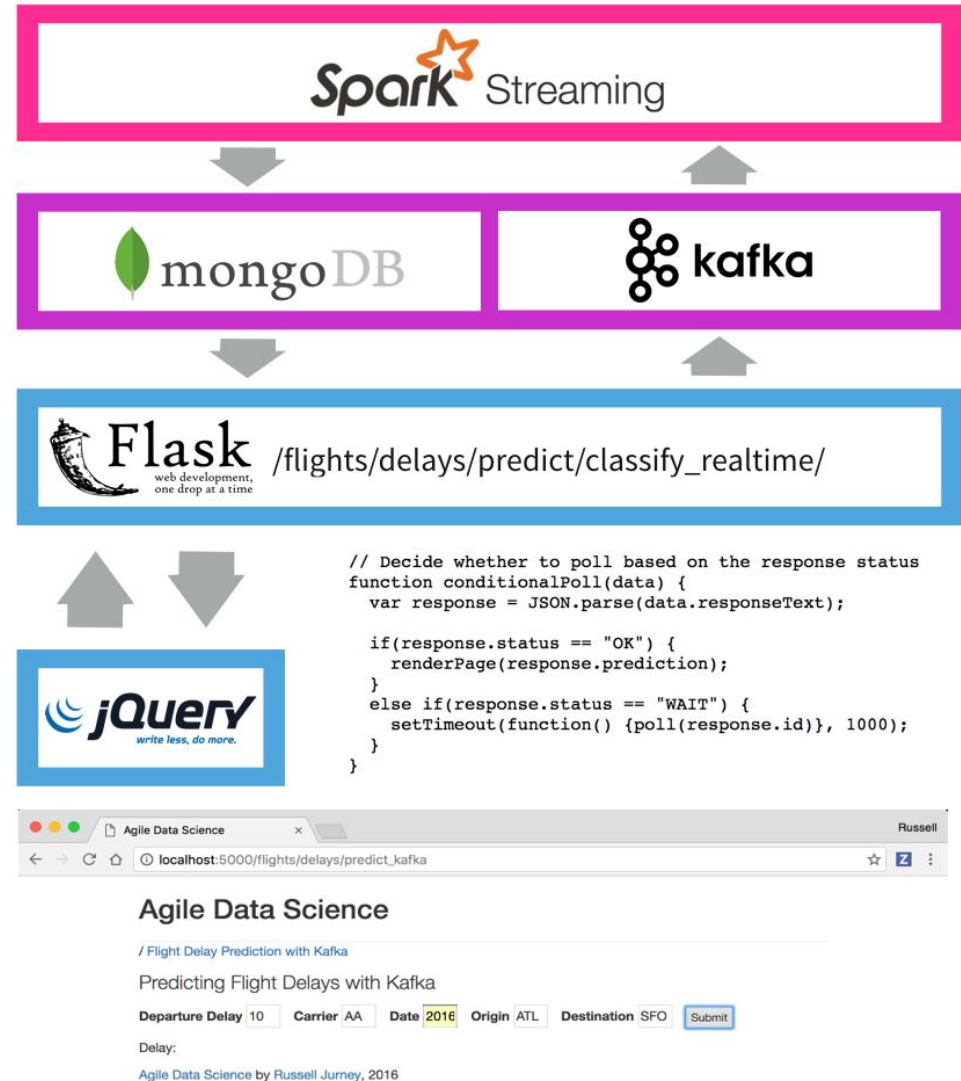 Spark Streaming
mongoDB
kafka
Flask
web development,
one drop at a time
/flights/delays/predict/classify_realtime/
// Decide whether to poll based on the response status
function conditionalPoll(data) {
  var response = JSON.parse(data.responseText);
  if(response.status == "OK") {
    renderPage(response.prediction);
  }
  else if(response.status == "WAIT") {
    setTimeout(function() {poll(response.id)}, 1000);
  }
}
jQuery
write less, do more.
Agile Data Science ×
Russell
localhost:5000/flights/delays/predict_kafka
Z
Agile Data Science
/ Flight Delay Prediction with Kafka
Predicting Flight Delays with Kafka
Departure Delay 10 Carrier AA Date 2016 Origin ATL Destination SFO Submit
Delay:
Agile Data Science by Russell Jurney, 2016